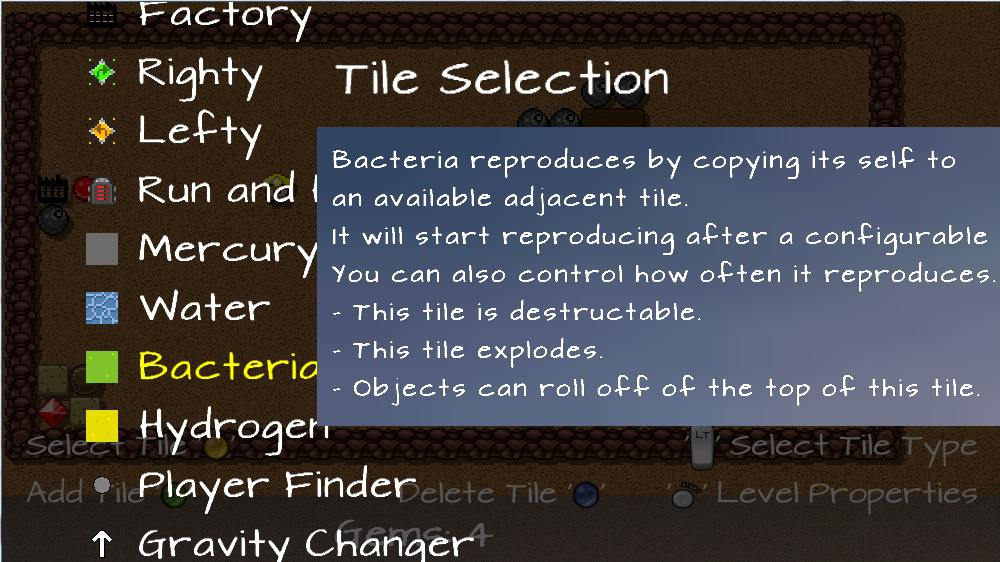 Factory
Righty
Lefty
Run and
Mercury
Water
Bacteria
Hydrogen
Player Finder
Gravity Changer
Tile Selection
Bacteria reproduces by copying its self to
an available adjacent tile.
It will start reproducing after a configurable
You can also control how often it reproduces.
- This tile is destructable.
- This tile explodes.
- Objects can roll off of the top of this tile.
Select Tile ' '
' LT ' Select Tile Type
Add Tile
Delete Tile ' '
' ' Level Properties
Gems: 4